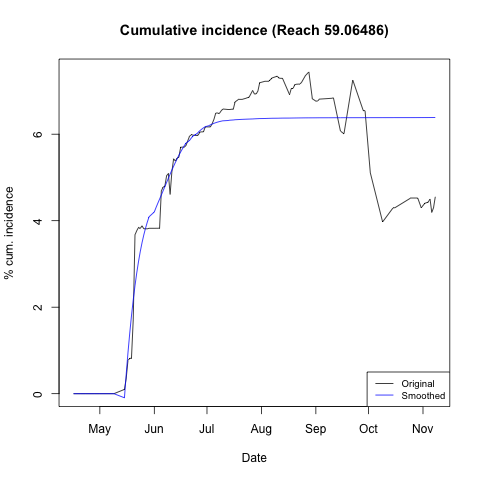 Cumulative incidence (Reach 59.06486)
% cum. incidence
6
4
2
0
May Jun Jul Aug Sep Oct Nov
Date
Original
Smoothed